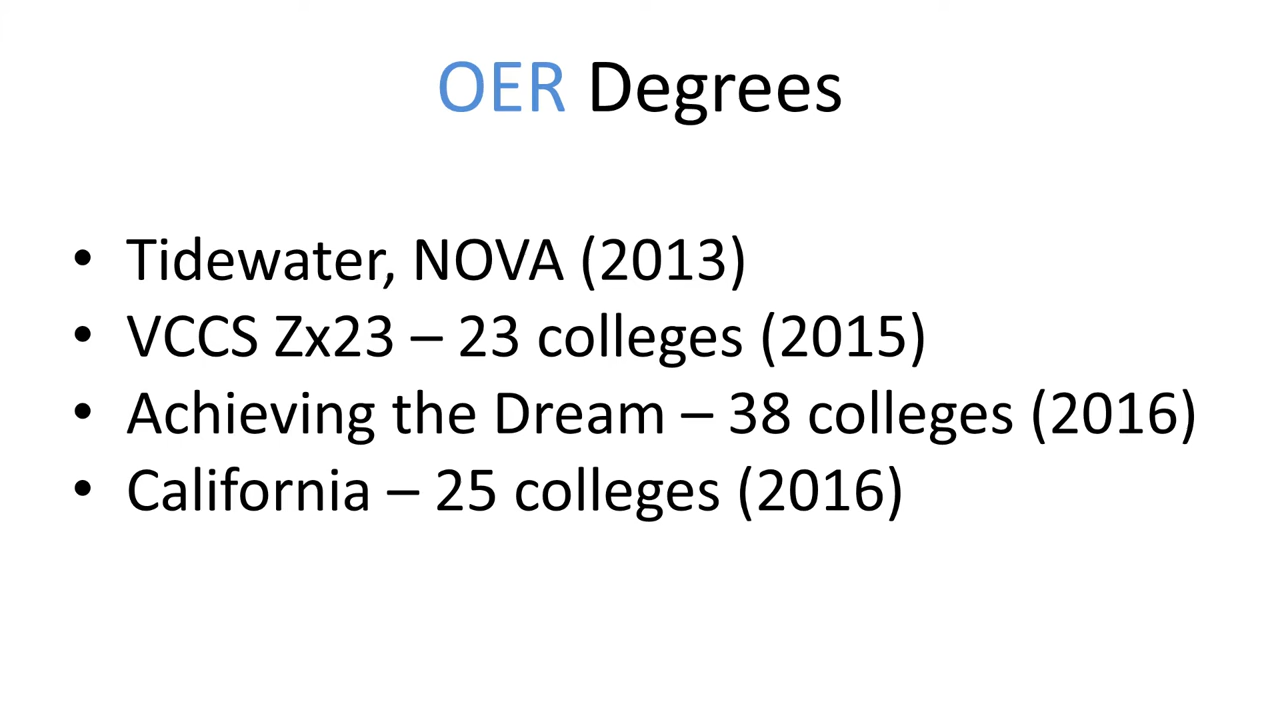 OER Degrees
• Tidewater, NOVA (2013)
• VCCS Zx23 – 23 colleges (2015)
• Achieving the Dream – 38 colleges (2016)
• California – 25 colleges (2016)